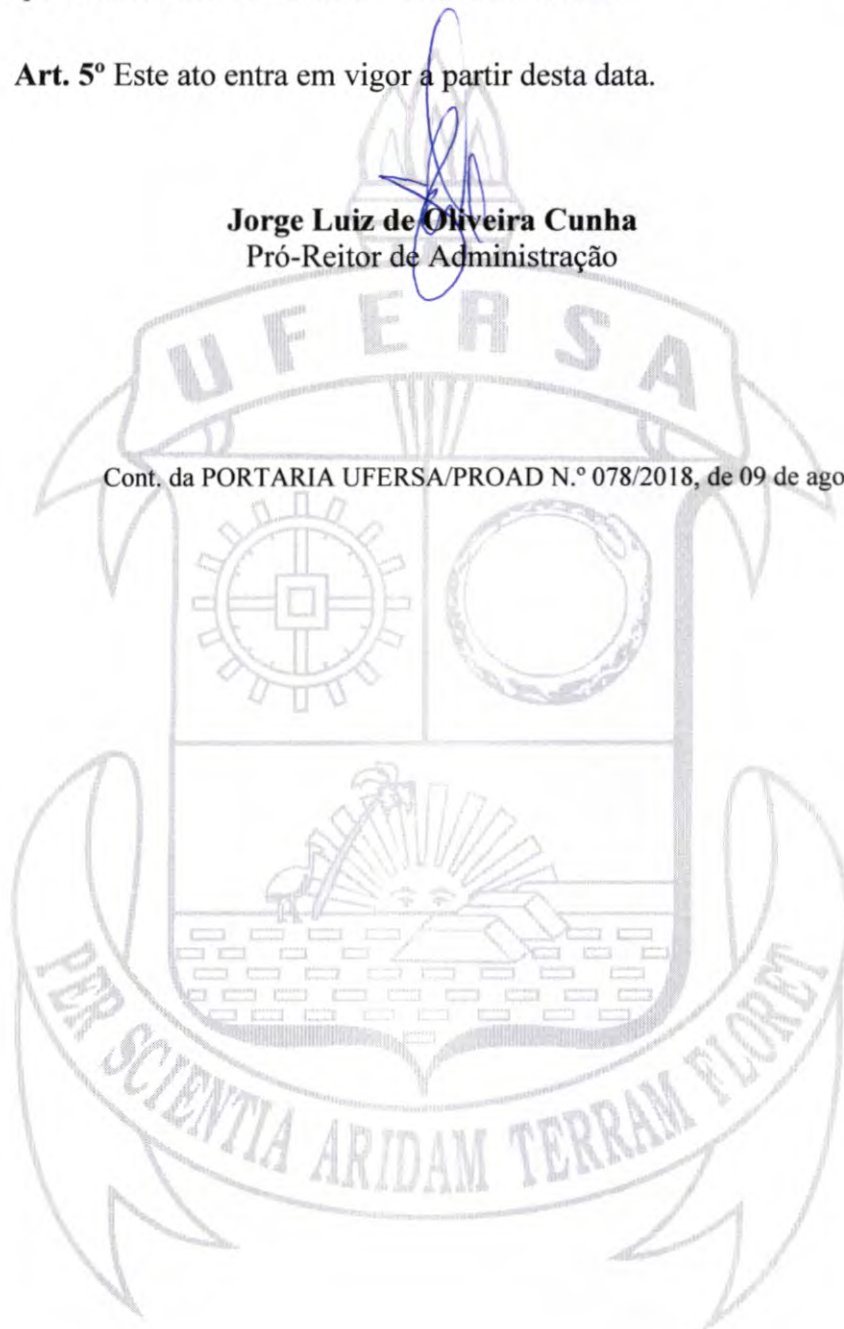 Art. 5º Este ato entra em vigor a partir desta data.
Jorge Luiz de Oliveira Cunha
Pró-Reitor de Administração
UFERSA
Cont. da PORTARIA UFERSA/PROAD N.º 078/2018, de 09 de ago
PER SCIENTIA ARIDAM TERRAM FLORET